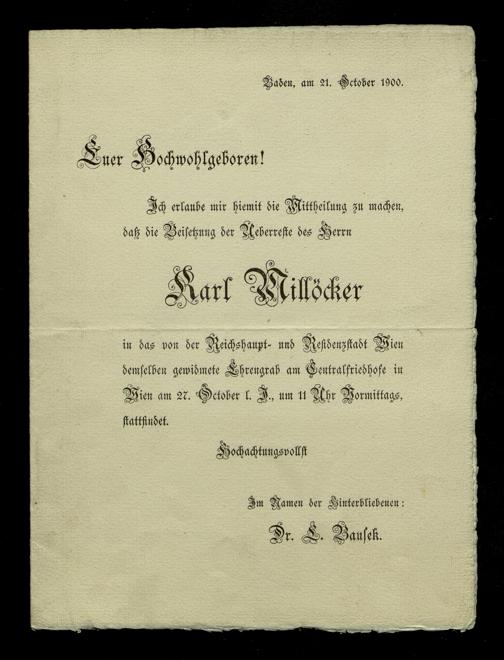 Baden, am 21. October 1900.
Euer Hochwohlgeboren!
Ich erlaube mir hiemit die Mittheilung zu machen,
daß die Beisetzung der Ueberreste des Herrn
Karl Millöcker
in das von der Reichshaupt- und Residenzstadt Wien
demselben gewidmete Ehrengrab am Centralfriedhofe in
Wien am 27. October l. J., um 11 Uhr Vormittags,
stattfindet.
Hochachtungsvollst
Im Namen der Hinterbliebenen:
Dr. L. Bausek.